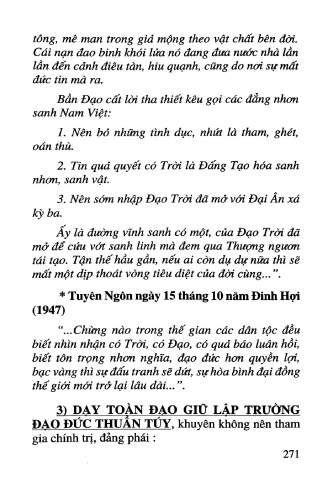 tông, mê man trong giả mộng theo vật chất bên đời.
Cái nạn đao binh khói lửa nó đang đưa nước nhà lần
lần đến cảnh điêu tàn, hiu quạnh, cũng do nơi sự mất
đức tin mà ra.
Bần Đạo cất lời tha thiết kêu gọi các đẳng nhơn
sanh Nam Việt:
1. Nên bỏ những tình dục, nhứt là tham, ghét,
oán thù.
2. Tin quả quyết có Trời là Đấng Tạo hóa sanh
nhơn, sanh vật.
3. Nên sớm nhập Đạo Trời đã mở với Đại Ân xá
kỳ ba.
Ấy là đường vĩnh sanh có một, của Đạo Trời đã
mở để cứu vớt sanh linh mà đem qua Thượng ngươn
tái tạo. Tận thế hầu gần, nếu ai còn dụ dự nữa thì sẽ
mất một dịp thoát vòng tiêu diệt của đời cùng...”.
* Tuyên Ngôn ngày 15 tháng 10 năm Đinh Hợi
(1947)
“...Chừng nào trong thế gian các dân tộc đều
biết nhìn nhận có Trời, có Đạo, có quả báo luân hồi,
biết tôn trọng nhơn nghĩa, đạo đức hơn quyền lợi,
bạc vàng thì sự đấu tranh sẽ dứt, sự hòa bình đại đồng
thế giới mới trở lại lâu dài...”.
3) DẠY TOÀN ĐẠO GIỮ LẬP TRƯỜNG
ĐẠO ĐỨC THUẦN TÚY, khuyên không nên tham
gia chính trị, đảng phái :
271